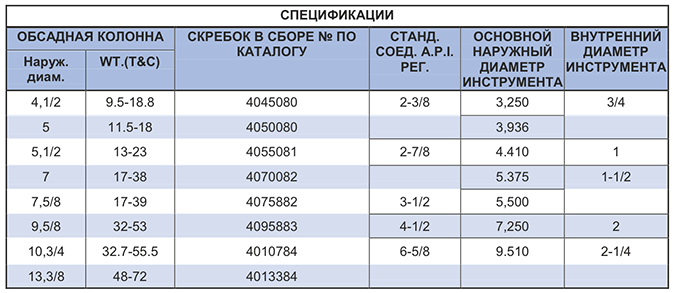 СПЕЦИФИКАЦИИ
ОБСАДНАЯ КОЛОННА СКРЕБОК В СБОРЕ № ПО КАТАЛОГУ СТАНД. СОЕД. A.P.I. РЕГ. ОСНОВНОЙ НАРУЖНЫЙ ДИАМЕТР ИНСТРУМЕНТА ВНУТРЕННИЙ ДИАМЕТР ИНСТРУМЕНТА
Наруж. диам. WT.(T&C)
4,1/2 9.5-18.8 4045080 2-3/8 3,250 3/4
5 11.5-18 4050080 3,936
5,1/2 13-23 4055081 2-7/8 4.410 1
7 17-38 4070082 5.375 1-1/2
7,5/8 17-39 4075882 3-1/2 5,500
9,5/8 32-53 4095883 4-1/2 7,250 2
10,3/4 32.7-55.5 4010784 6-5/8 9.510 2-1/4
13,3/8 48-72 4013384